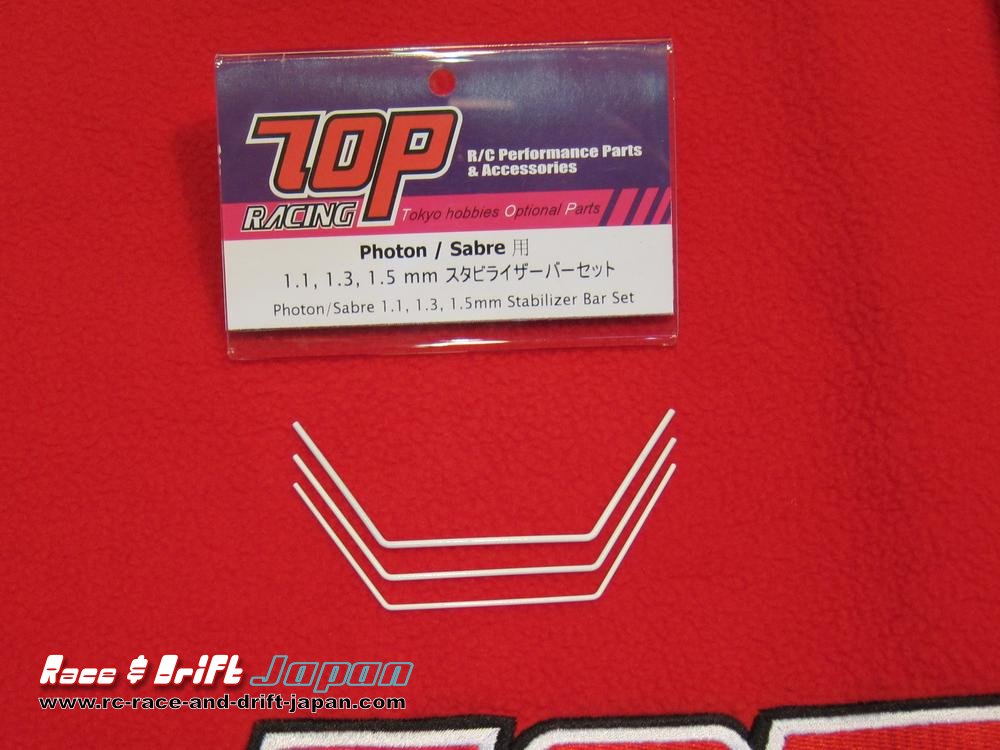 TOP
RACING
R/C Performance Parts
& Accessories
Tokyo hobbies Optional Parts
Photon / Sabre 用
1.1, 1.3, 1.5 mm スタビライザーバーセット
Photon/Sabre 1.1, 1.3, 1.5mm Stabilizer Bar Set
Race & Drift Japan
www.rc-race-and-drift-japan.com